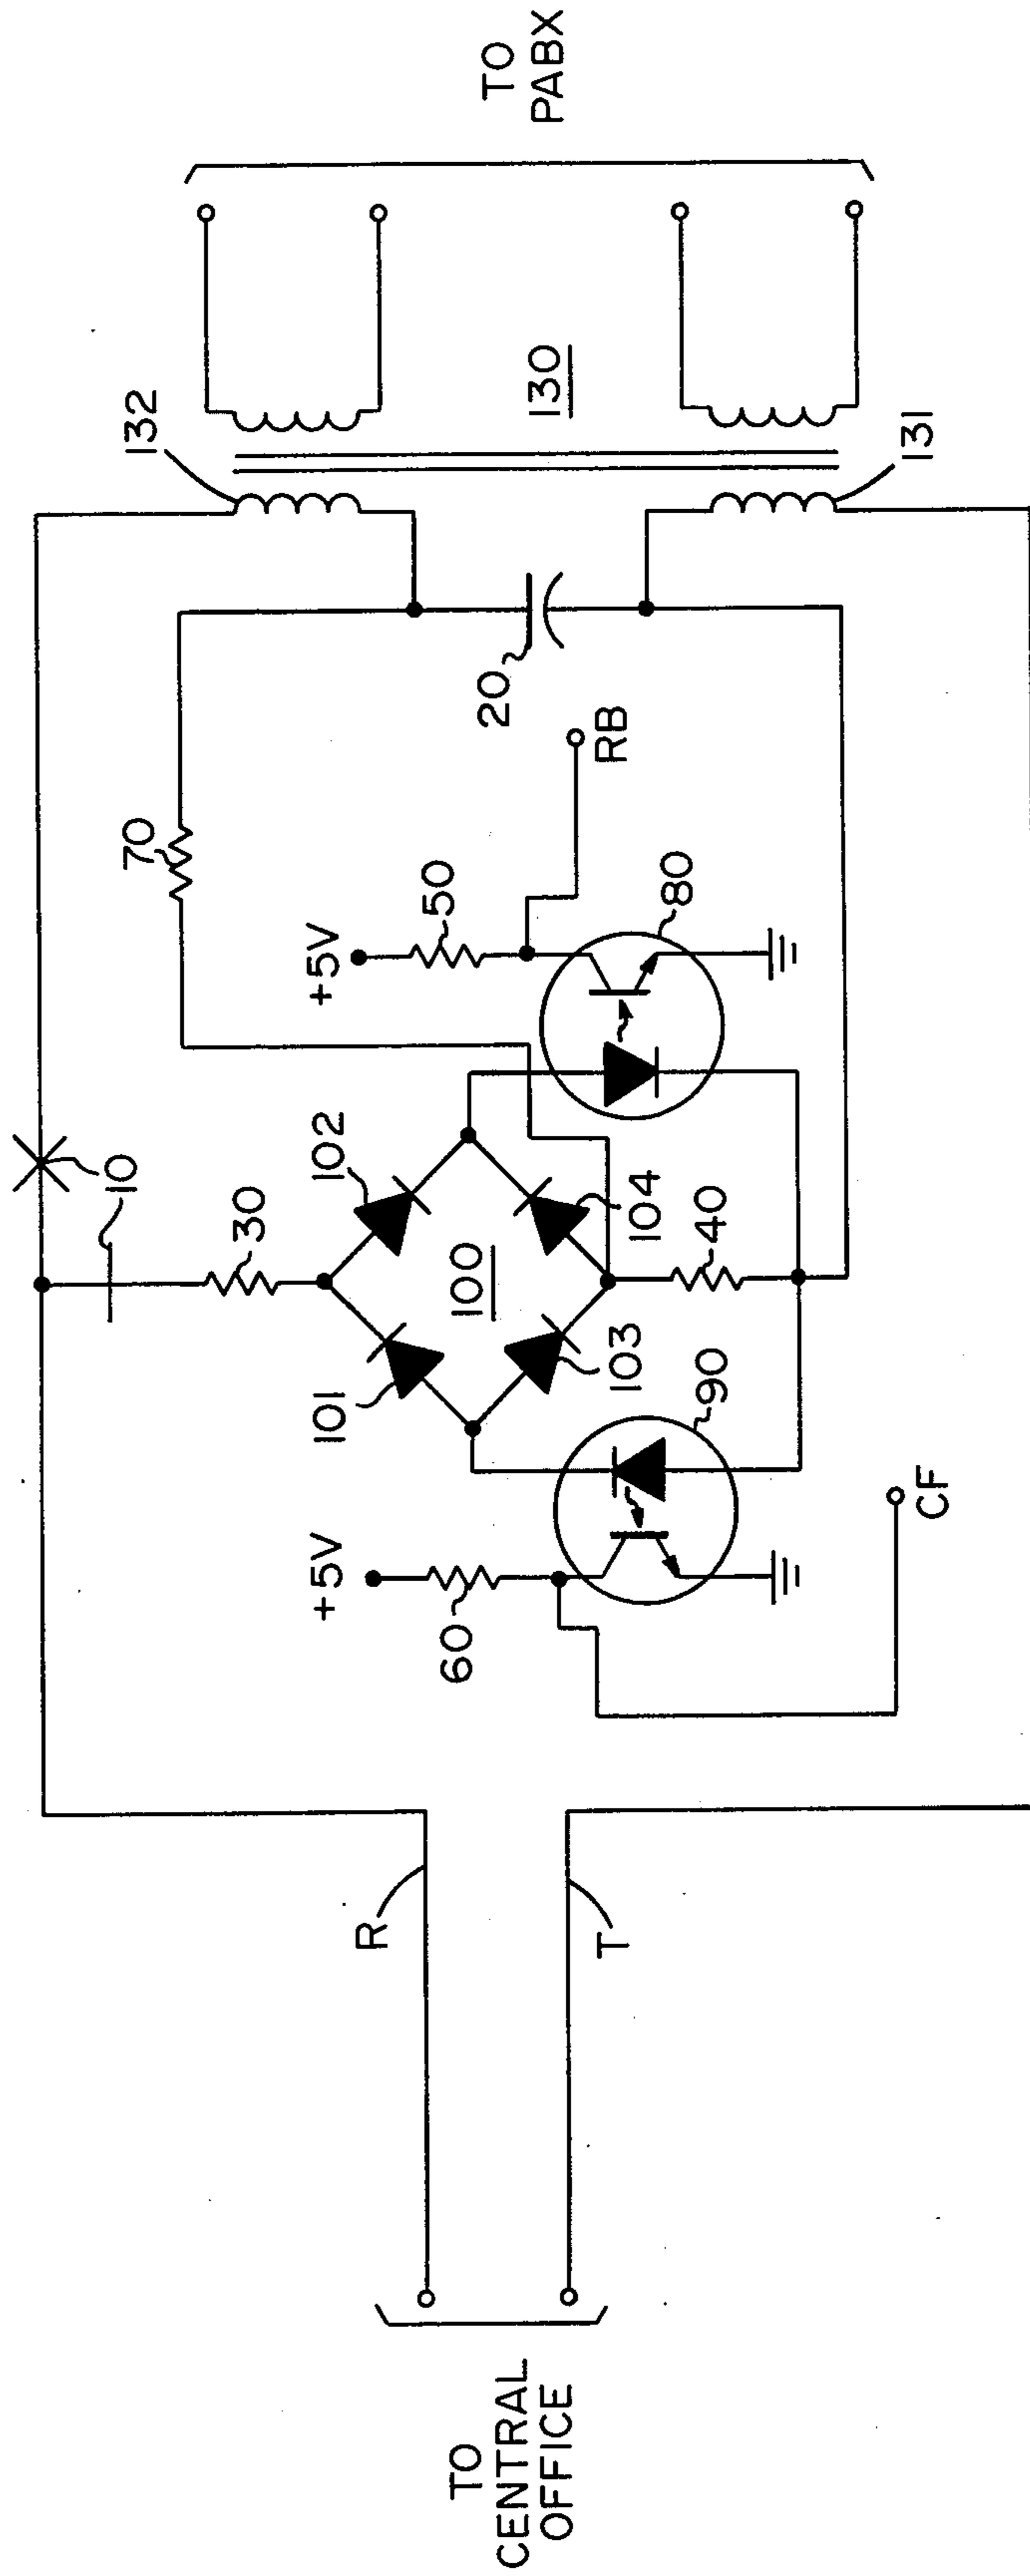 TO
CENTRAL
OFFICE
R
T
+5V
60
CF
90
101
103
100
102
104
30
10
40
80
+5V
50
RB
70
20
132
131
130
TO
PABX